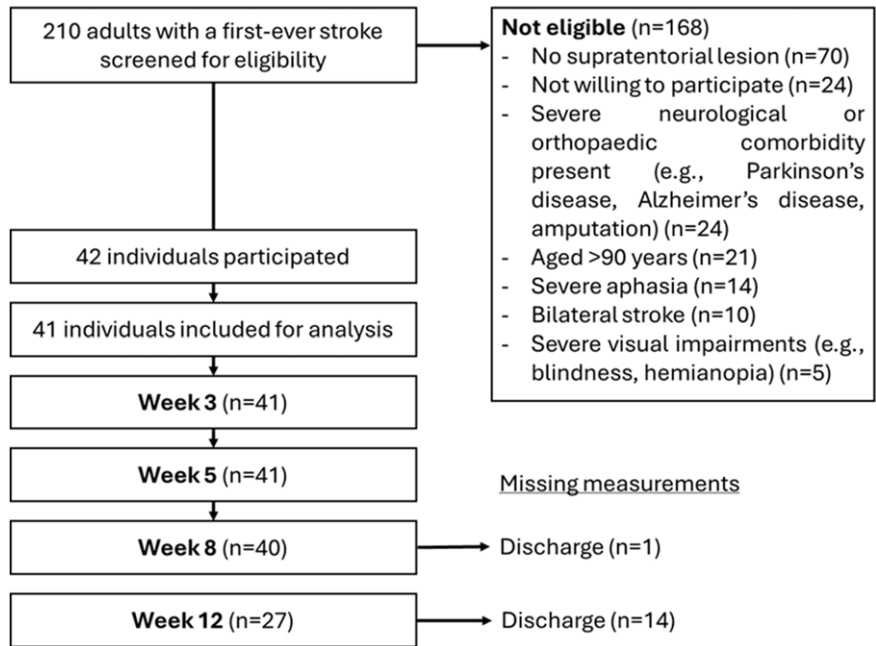 210 adults with a first-ever stroke
screened for eligibility
Not eligible (n=168)
- No supratentorial lesion (n=70)
- Not willing to participate (n=24)
- Severe neurological or
orthopaedic comorbidity
present (e.g., Parkinson's
disease, Alzheimer's disease,
amputation) (n=24)
- Aged >90 years (n=21)
- Severe aphasia (n=14)
- Bilateral stroke (n=10)
- Severe visual impairments (e.g.,
blindness, hemianopia) (n=5)
42 individuals participated
41 individuals included for analysis
Week 3 (n=41)
Week 5 (n=41)
Missing measurements
Week 8 (n=40)
Discharge (n=1)
Week 12 (n=27)
Discharge (n=14)